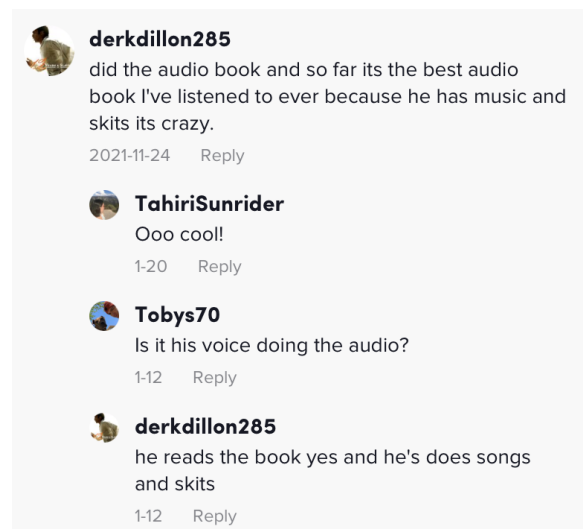 derkdillon285
did the audio book and so far its the best audio
book I've listened to ever because he has music and
skits its crazy.
2021-11-24 Reply
TahiriSunrider
Ooo cool!
1-20 Reply
Tobys70
Is it his voice doing the audio?
1-12 Reply
derkdillon285
he reads the book yes and he's does songs
and skits
1-12 Reply